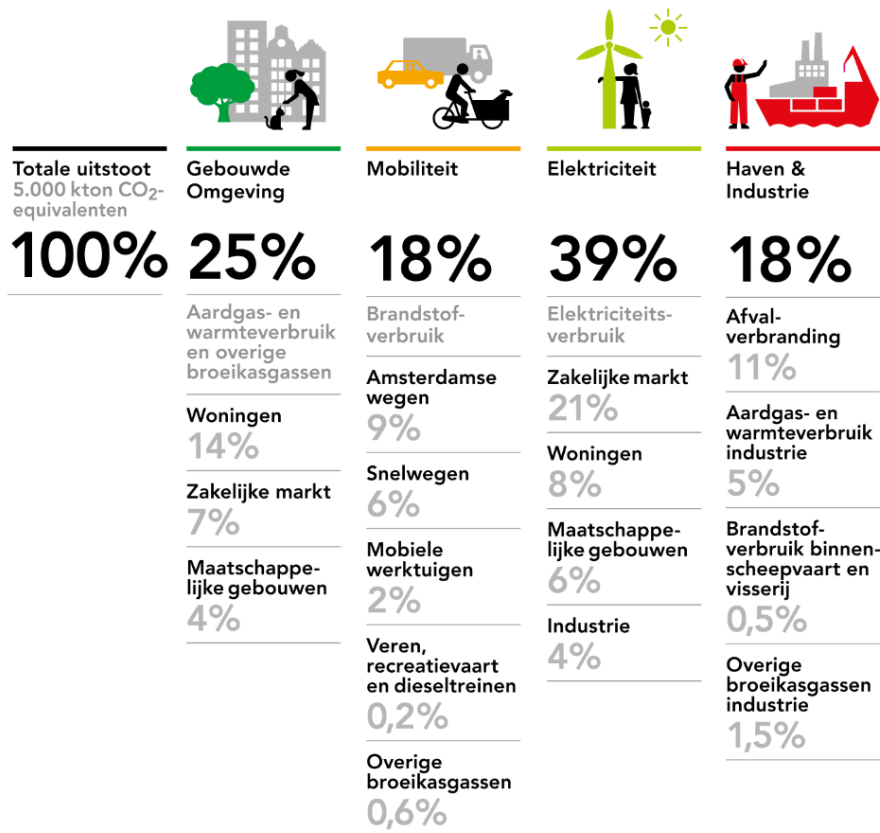 Totale uitstoot
5.000 kton CO₂-
equivalenten
100%
Gebouwde
Omgeving
25%
Aardgas- en
warmteverbruik
en overige
broeikasgassen
Woningen
14%
Zakelijke markt
7%
Maatschappe-
lijke gebouwen
4%
Mobiliteit
18%
Brandstof-
verbruik
Amsterdamse
wegen
9%
Snelwegen
6%
Mobiele
werktuigen
2%
Veren,
recreatievaart
en dieseltreinen
0,2%
Overige
broeikasgassen
0,6%
Elektriciteit
39%
Elektriciteits-
verbruik
Zakelijke markt
21%
Woningen
8%
Maatschappe-
lijke gebouwen
6%
Industrie
4%
Haven &
Industrie
18%
Afval-
verbranding
11%
Aardgas- en
warmteverbruik
industrie
5%
Brandstof-
verbruik binnen-
scheepvaart en
visserij
0,5%
Overige
broeikasgassen
industrie
1,5%